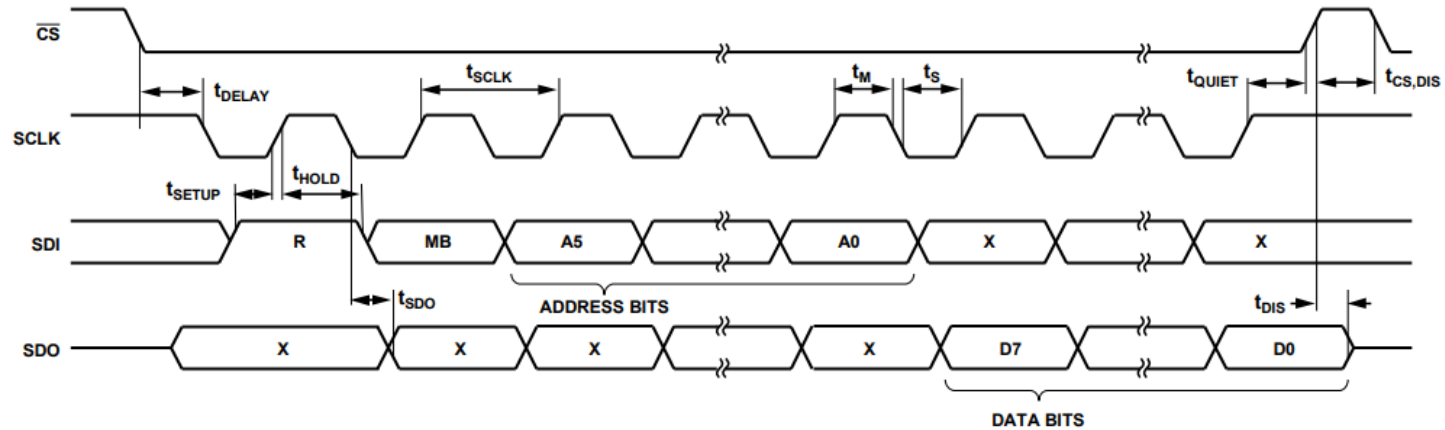 CS
tDELAY
tSCLK
tM
tS
tQUIET
tCS,DIS
SCLK
tSETUP
tHOLD
SDI
R
MB
A5
A0
X
X
tSDO
ADDRESS BITS
tDIS
SDO
X
X
X
X
D7
D0
DATA BITS